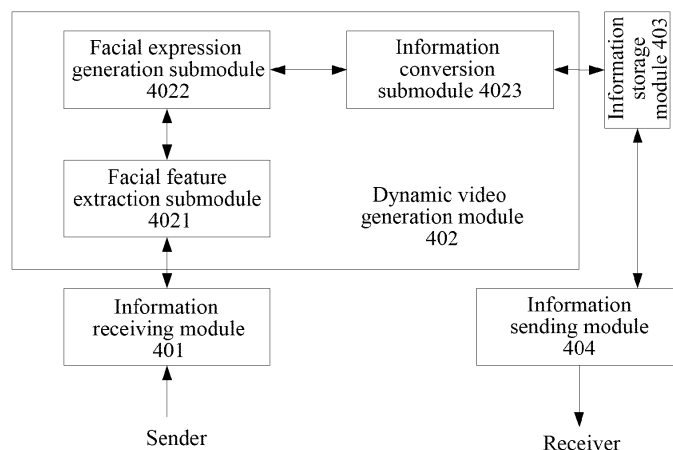 Facial expression
generation submodule
4022
Information
conversion
submodule 4023
Information
storage
module 403
Facial feature
extraction submodule
4021
Dynamic video
generation module
402
Information
receiving module
401
Information
sending module
404
Sender
Receiver